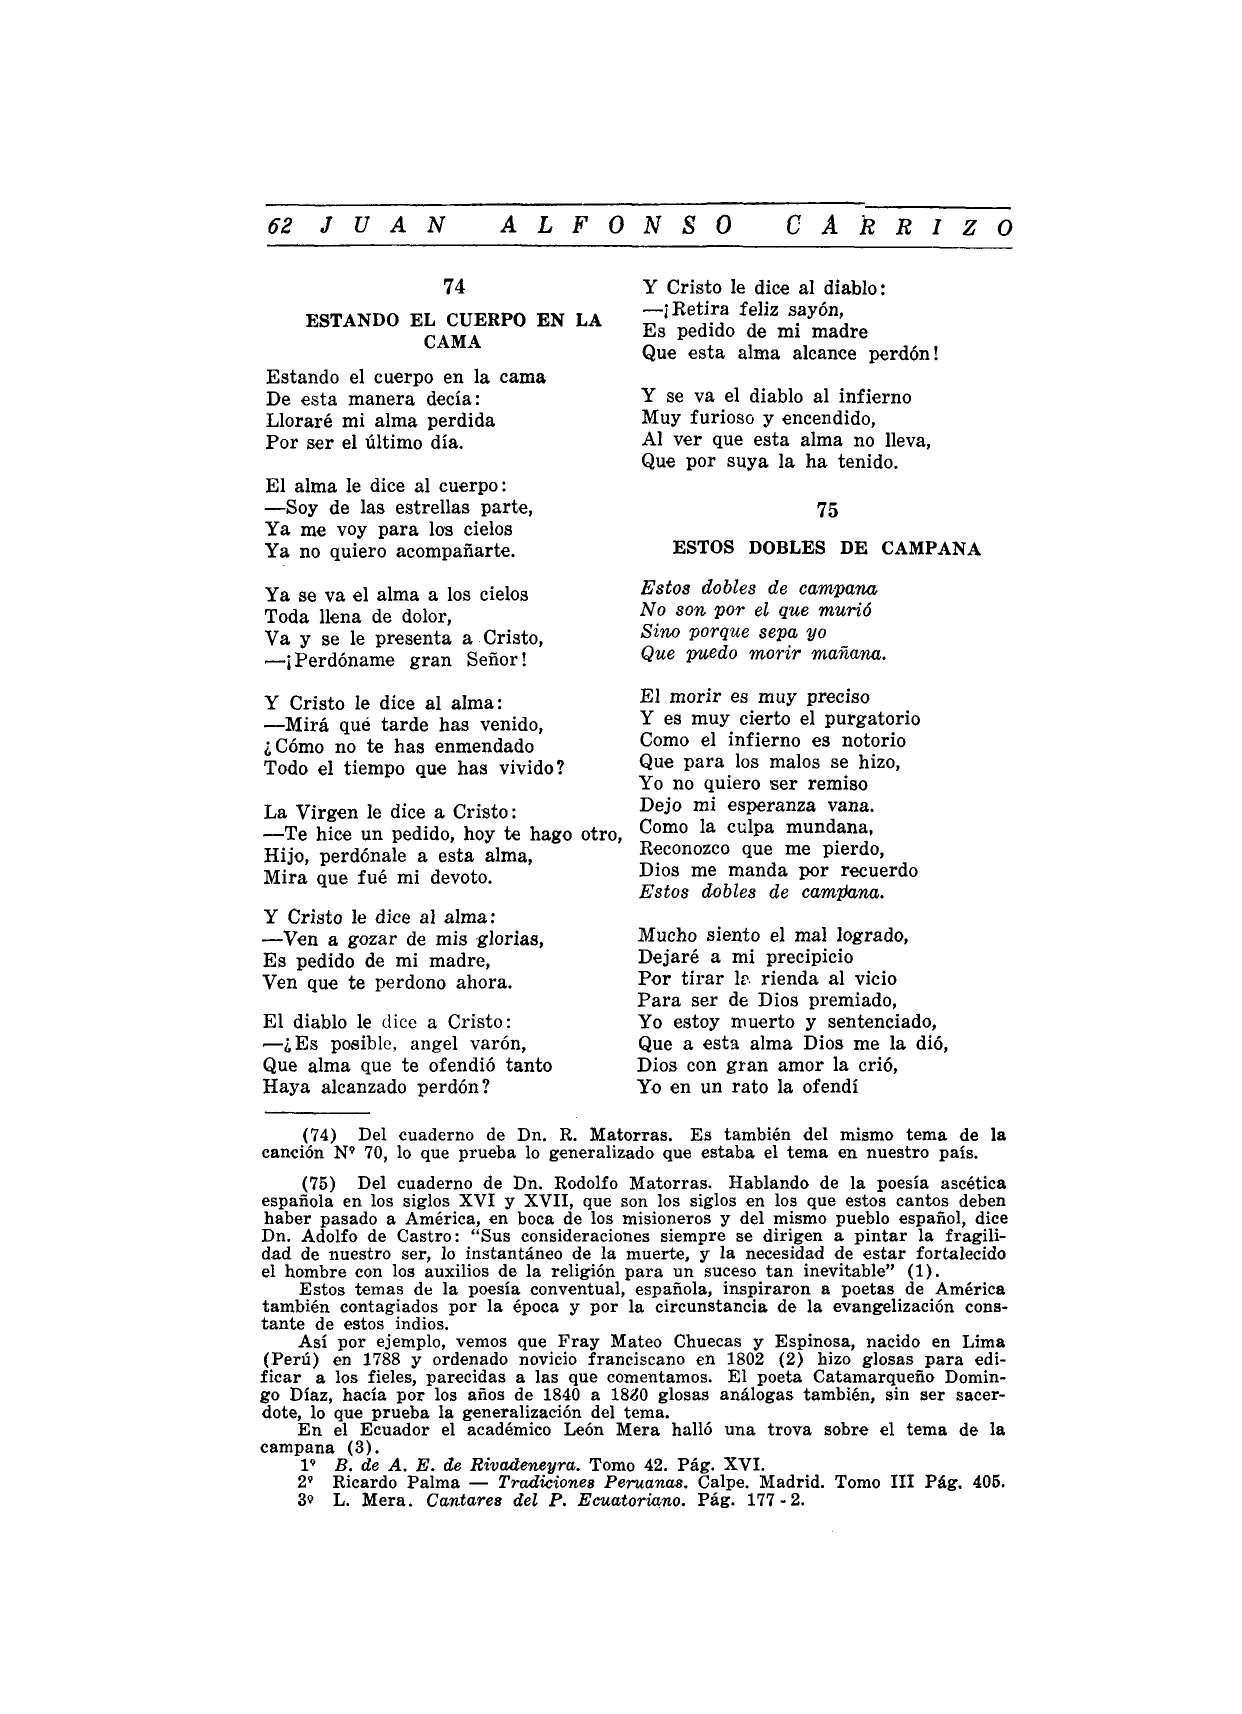 62 JUAN ALFONSO CARRIZO
74
ESTANDO EL CUERPO EN LA
CAMA
Estando el cuerpo en la cama
De esta manera decía:
Lloraré mi alma perdida
Por ser el último día.
El alma le dice al cuerpo:
—Soy de las estrellas parte,
Ya me voy para los cielos
Ya no quiero acompañarte.
Ya se va el alma a los cielos
Toda llena de dolor,
Va y se le presenta a Cristo,
—¡Perdóname gran Señor!
Y Cristo le dice al alma:
—Mirá qué tarde has venido,
¿Cómo no te has enmendado
Todo el tiempo que has vivido?
La Virgen le dice a Cristo:
—Te hice un pedido, hoy te hago otro,
Hijo, perdónale a esta alma,
Mira que fué mi devoto.
Y Cristo le dice al alma:
—Ven a gozar de mis glorias,
Es pedido de mi madre,
Ven que te perdono ahora.
El diablo le dice a Cristo:
—¿Es posible, angel varón,
Que alma que te ofendió tanto
Haya alcanzado perdón?
Y Cristo le dice al diablo:
—¡Retira feliz sayón,
Es pedido de mi madre
Que esta alma alcance perdón!
Y se va el diablo al infierno
Muy furioso y encendido,
Al ver que esta alma no lleva,
Que por suya la ha tenido.
75
ESTOS DOBLES DE CAMPANA
Estos dobles de campana
No son por el que murió
Sino porque sepa yo
Que puedo morir mañana.
El morir es muy preciso
Y es muy cierto el purgatorio
Como el infierno es notorio
Que para los malos se hizo,
Yo no quiero ser remiso
Dejo mi esperanza vana.
Como la culpa mundana,
Reconozco que me pierdo,
Dios me manda por recuerdo
Estos dobles de campana.
Mucho siento el mal logrado,
Dejaré a mi precipicio
Por tirar la rienda al vicio
Para ser de Dios premiado,
Yo estoy muerto y sentenciado,
Que a esta alma Dios me la dió,
Dios con gran amor la crió,
Yo en un rato la ofendí
(74) Del cuaderno de Dn. R. Matorras. Es también del mismo tema de la
canción Nº 70, lo que prueba lo generalizado que estaba el tema en nuestro país.
(75) Del cuaderno de Dn. Rodolfo Matorras. Hablando de la poesía ascética
española en los siglos XVI y XVII, que son los siglos en los que estos cantos deben
haber pasado a América, en boca de los misioneros y del mismo pueblo español, dice
Dn. Adolfo de Castro: “Sus consideraciones siempre se dirigen a pintar la fragili-
dad de nuestro ser, lo instantáneo de la muerte, y la necesidad de estar fortalecido
el hombre con los auxilios de la religión para un suceso tan inevitable” (1).
Estos temas de la poesía conventual, española, inspiraron a poetas de América
también contagiados por la época y por la circunstancia de la evangelización cons-
tante de estos indios.
Así por ejemplo, vemos que Fray Mateo Chuecas y Espinosa, nacido en Lima
(Perú) en 1788 y ordenado novicio franciscano en 1802 (2) hizo glosas para edi-
ficar a los fieles, parecidas a las que comentamos. El poeta Catamarqueño Domin-
go Díaz, hacía por los años de 1840 a 1860 glosas análogas también, sin ser sacer-
dote, lo que prueba la generalización del tema.
En el Ecuador el académico León Mera halló una trova sobre el tema de la
campana (3).
1º B. de A. E. de Rivadeneyra. Tomo 42. Pág. XVI.
2º Ricardo Palma — Tradiciones Peruanas. Calpe. Madrid. Tomo III Pág. 405.
3º L. Mera. Cantares del P. Ecuatoriano. Pág. 177 - 2.